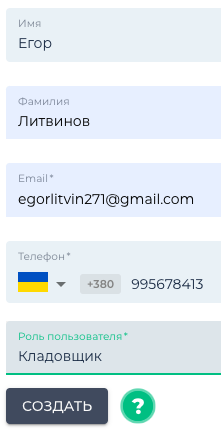 Имя
Егор
Фамилия
Литвинов
Email*
egorlitvin271@gmail.com
Телефон*
+380 995678413
Роль пользователя*
Кладовщик
СОЗДАТЬ ?